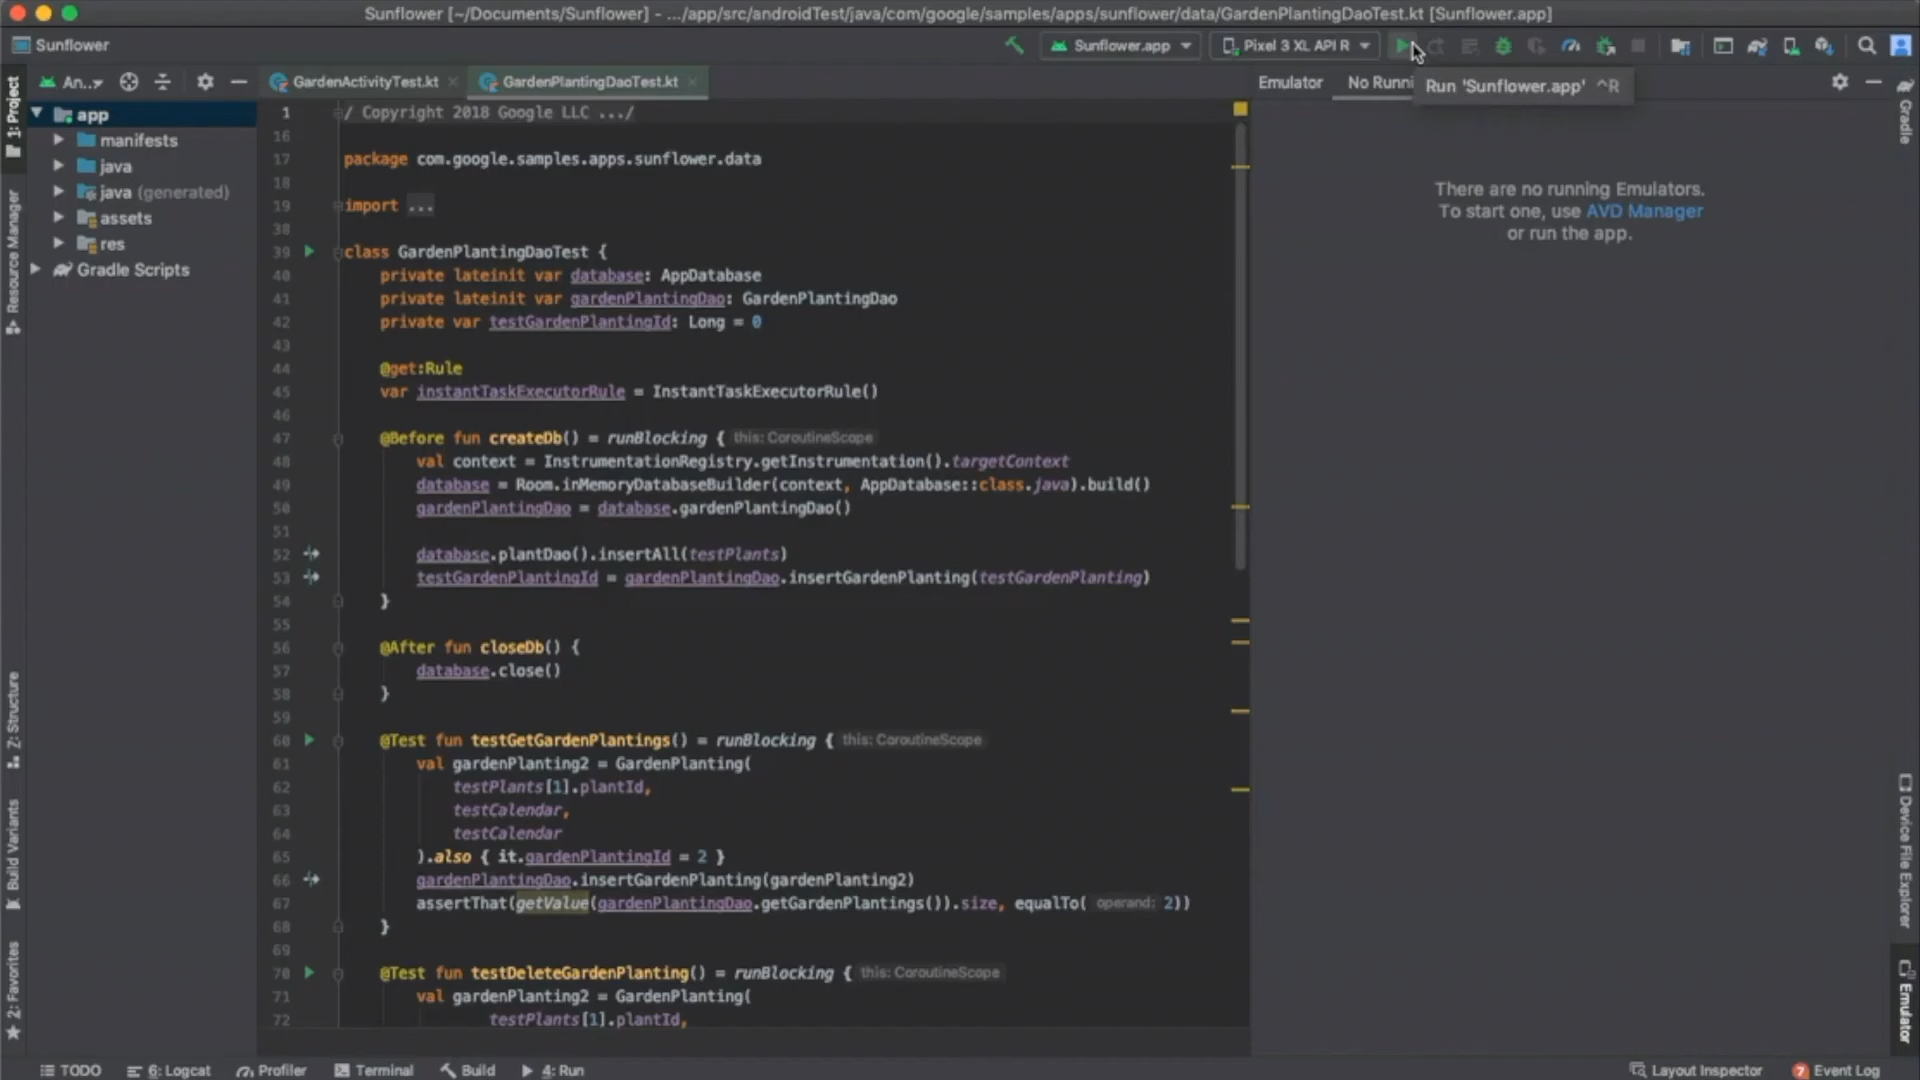 Sunflower [~/Documents/Sunflower] - .../app/src/androidTest/java/com/google/samples/apps/sunflower/data/GardenPlantingDaoTest.kt [Sunflower.app]
Sunflower
Sunflower.app
Pixel 3 XL API R
An..
GardenActivityTest.kt
GardenPlantingDaoTest.kt
Emulator
No Runni
Run 'Sunflower.app' ^R
1: Project
Resource Manager
Z: Structure
Build Variants
2: Favorites
app
manifests
java
java (generated)
assets
res
Gradle Scripts
1 / Copyright 2018 Google LLC .../
16
17 package com.google.samples.apps.sunflower.data
18
19 import ...
38
39 class GardenPlantingDaoTest {
40 private lateinit var database: AppDatabase
41 private lateinit var gardenPlantingDao: GardenPlantingDao
42 private var testGardenPlantingId: Long = 0
43
44 @get:Rule
45 var instantTaskExecutorRule = InstantTaskExecutorRule()
46
47 @Before fun createDb() = runBlocking { this: CoroutineScope
48 val context = InstrumentationRegistry.getInstrumentation().targetContext
49 database = Room.inMemoryDatabaseBuilder(context, AppDatabase::class.java).build()
50 gardenPlantingDao = database.gardenPlantingDao()
51
52 database.plantDao().insertAll(testPlants)
53 testGardenPlantingId = gardenPlantingDao.insertGardenPlanting(testGardenPlanting)
54 }
55
56 @After fun closeDb() {
57 database.close()
58 }
59
60 @Test fun testGetGardenPlantings() = runBlocking { this: CoroutineScope
61 val gardenPlanting2 = GardenPlanting(
62 testPlants[1].plantId,
63 testCalendar,
64 testCalendar
65 ).also { it.gardenPlantingId = 2 }
66 gardenPlantingDao.insertGardenPlanting(gardenPlanting2)
67 assertThat(getValue(gardenPlantingDao.getGardenPlantings()).size, equalTo( operand: 2))
68 }
69
70 @Test fun testDeleteGardenPlanting() = runBlocking { this: CoroutineScope
71 val gardenPlanting2 = GardenPlanting(
72 testPlants[1].plantId,
There are no running Emulators.
To start one, use AVD Manager
or run the app.
Gradle
Device File Explorer
Emulator
TODO
6: Logcat
Profiler
Terminal
Build
4: Run
Layout Inspector
7 Event Log